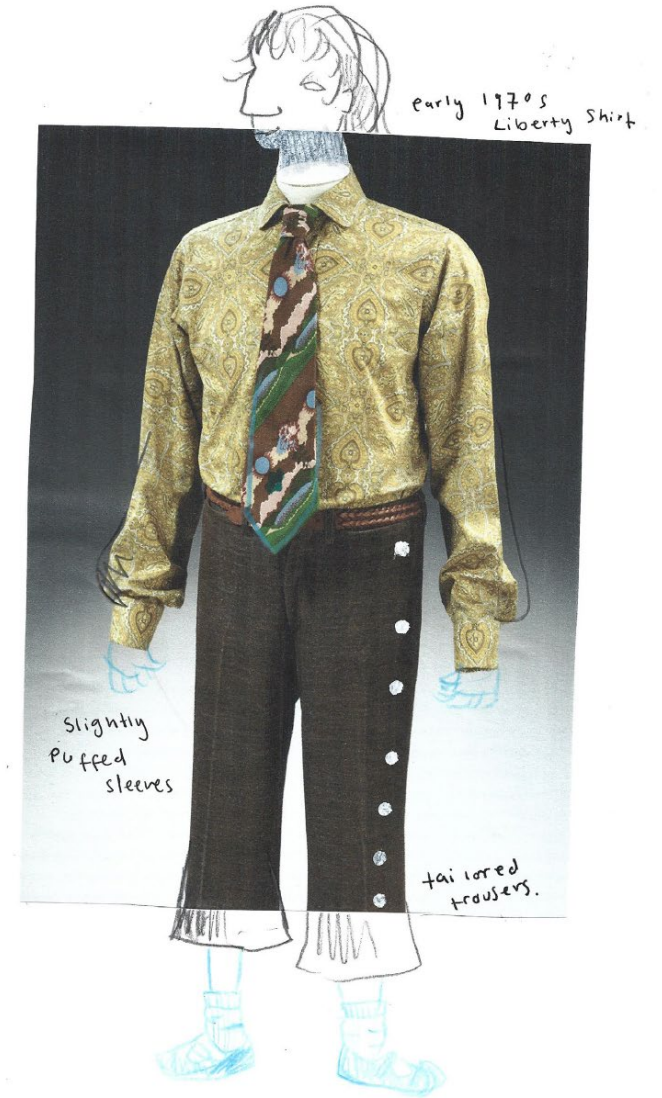 early 1970s
Liberty Shirt
Slightly
Puffed
sleeves
tailored
trousers.